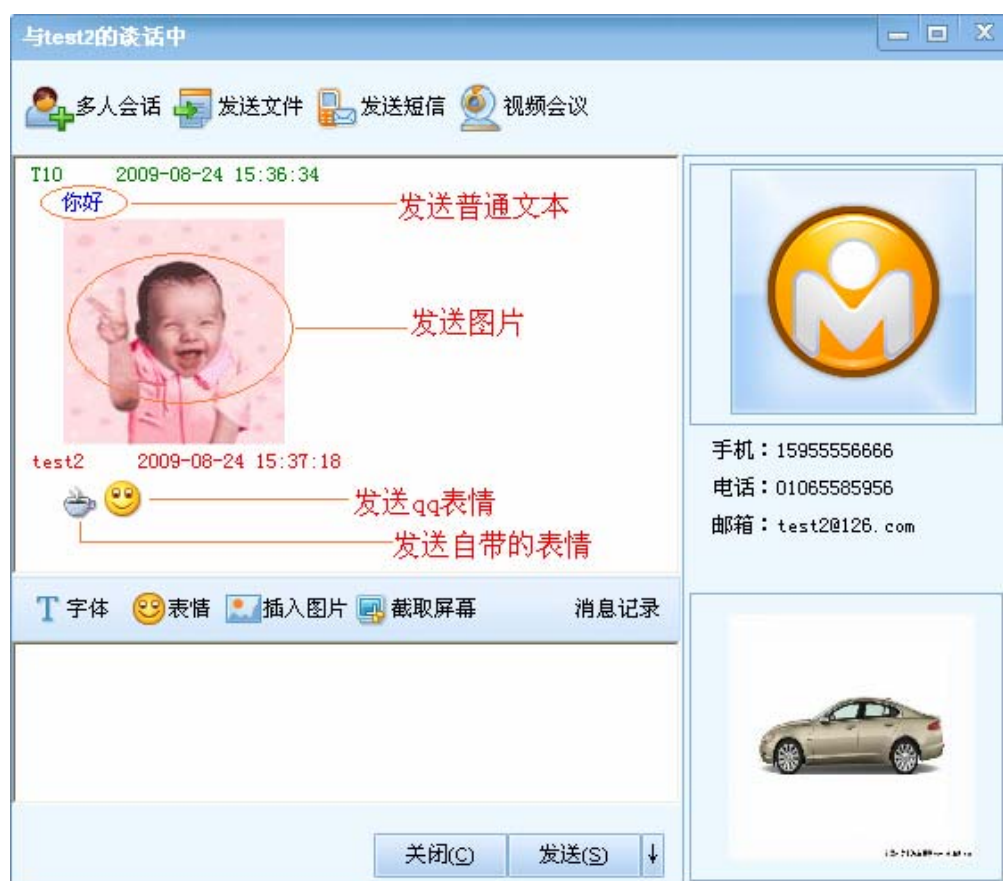 与test2的谈话中
多人会话 发送文件 发送短信 视频会议
T10 2009-08-24 15:36:34
你好 发送普通文本
发送图片
test2 2009-08-24 15:37:18
发送qq表情
发送自带的表情
手机：15955556666
电话：01065585956
邮箱：test2@126.com
T 字体 表情 插入图片 截取屏幕 消息记录
关闭(C) 发送(S) ↓